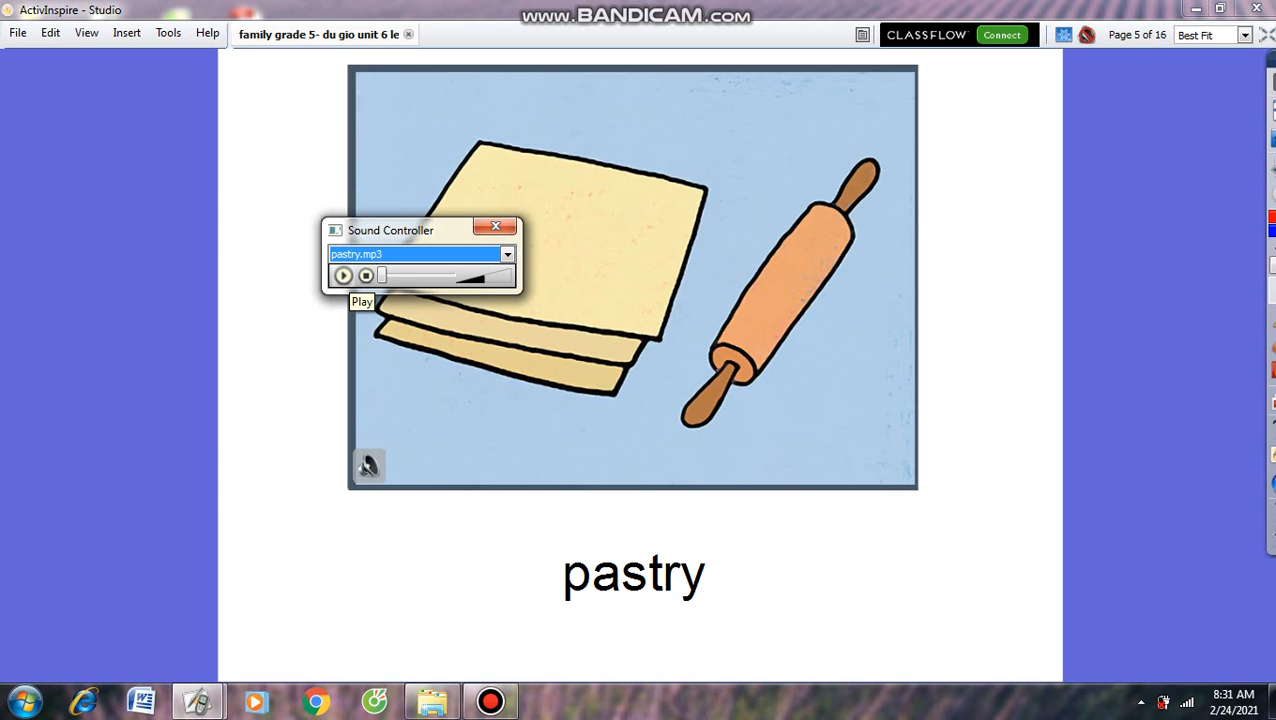 ActivInspire - Studio
www.BANDICAM.com
File Edit View Insert Tools Help
family grade 5- du gio unit 6 le
CLASSFLOW Connect
Page 5 of 16
Best Fit
Sound Controller
pastry.mp3
Play
pastry
8:31 AM
2/24/2021